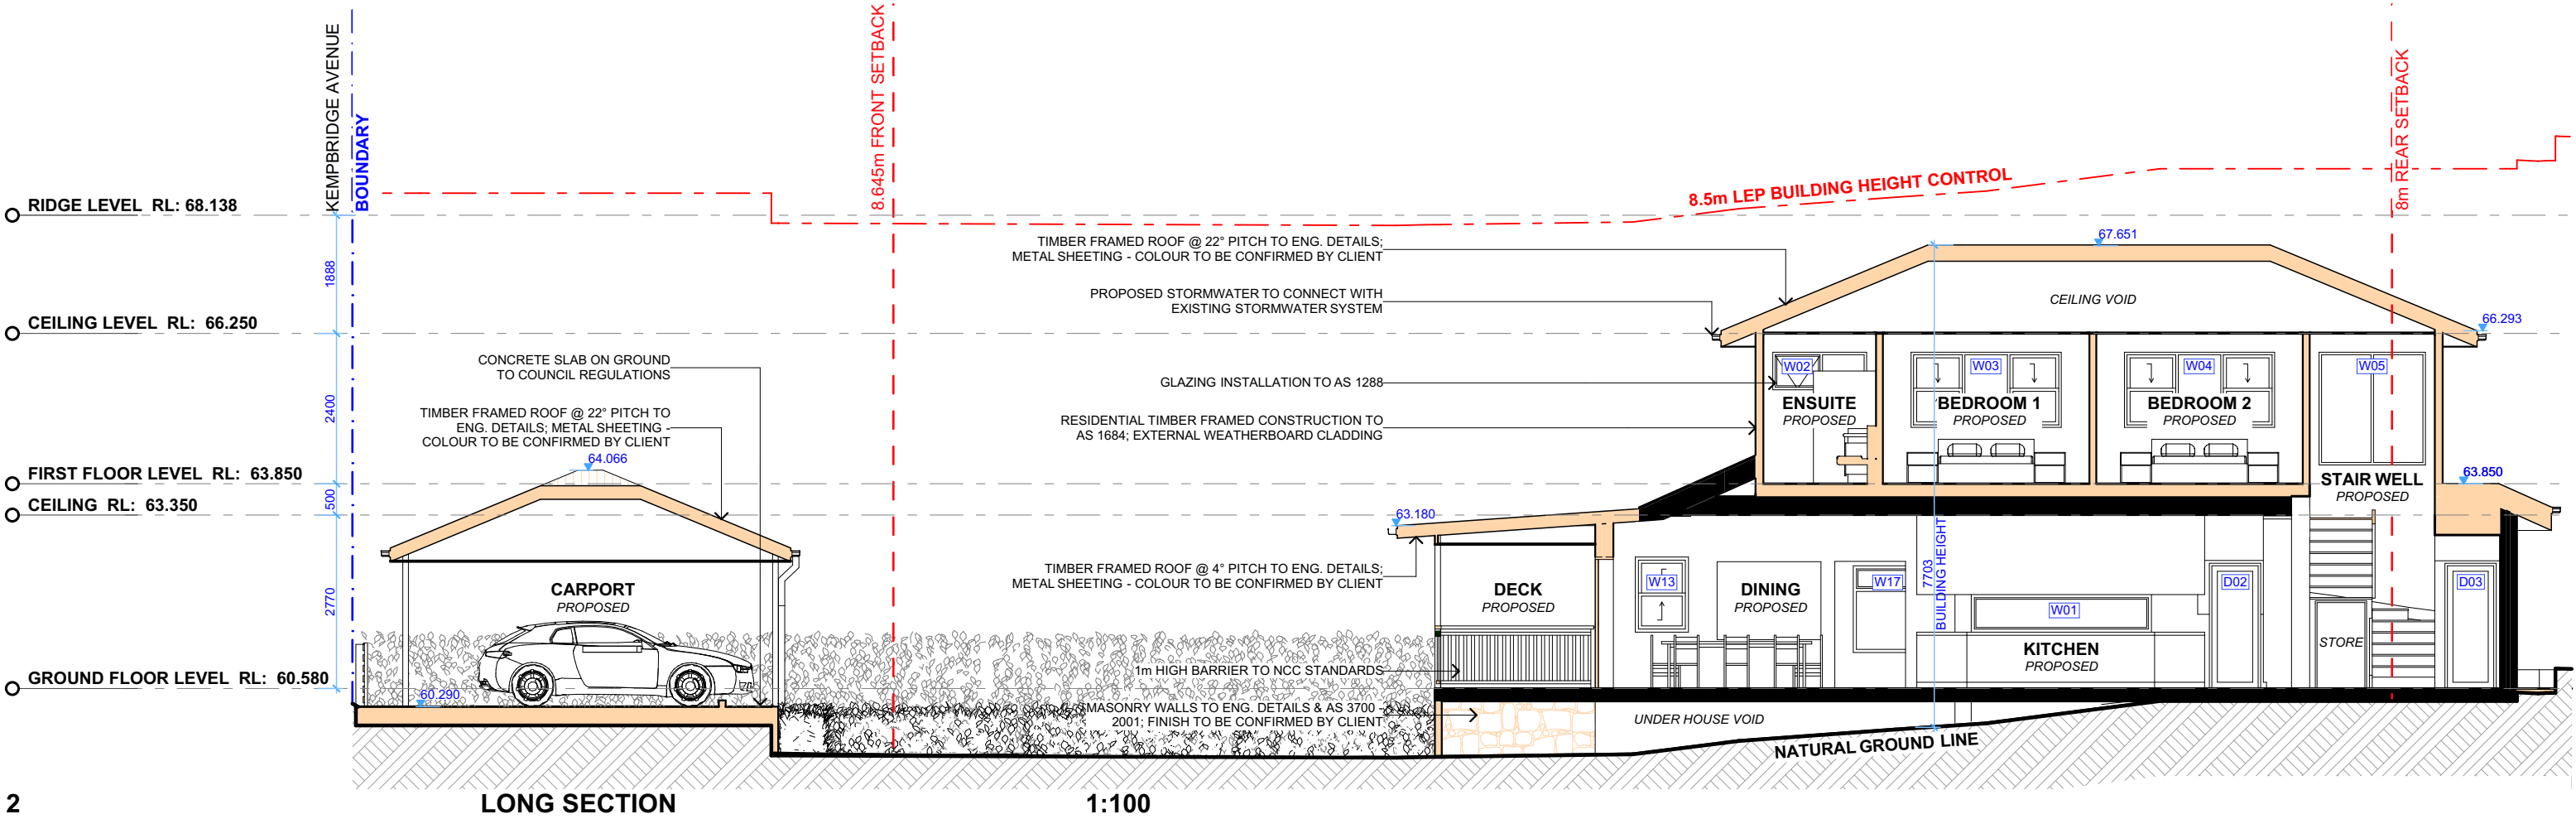 KEMPBRIDGE AVENUE
BOUNDARY
8.645m FRONT SETBACK
8m REAR SETBACK
8.5m LEP BUILDING HEIGHT CONTROL
RIDGE LEVEL RL: 68.138
1888
CEILING LEVEL RL: 66.250
2400
FIRST FLOOR LEVEL RL: 63.850
500
CEILING RL: 63.350
2770
GROUND FLOOR LEVEL RL: 60.580
CONCRETE SLAB ON GROUND
TO COUNCIL REGULATIONS
TIMBER FRAMED ROOF @ 22° PITCH TO
ENG. DETAILS; METAL SHEETING -
COLOUR TO BE CONFIRMED BY CLIENT
64.066
CARPORT
PROPOSED
60.290
TIMBER FRAMED ROOF @ 22° PITCH TO ENG. DETAILS;
METAL SHEETING - COLOUR TO BE CONFIRMED BY CLIENT
PROPOSED STORMWATER TO CONNECT WITH
EXISTING STORMWATER SYSTEM
GLAZING INSTALLATION TO AS 1288
RESIDENTIAL TIMBER FRAMED CONSTRUCTION TO
AS 1684; EXTERNAL WEATHERBOARD CLADDING
63.180
TIMBER FRAMED ROOF @ 4° PITCH TO ENG. DETAILS;
METAL SHEETING - COLOUR TO BE CONFIRMED BY CLIENT
1m HIGH BARRIER TO NCC STANDARDS
MASONRY WALLS TO ENG. DETAILS & AS 3700 -
2001; FINISH TO BE CONFIRMED BY CLIENT
67.651
CEILING VOID
66.293
W02
W03
W04
W05
ENSUITE
PROPOSED
BEDROOM 1
PROPOSED
BEDROOM 2
PROPOSED
63.850
STAIR WELL
PROPOSED
7703
BUILDING HEIGHT
DECK
PROPOSED
W13
DINING
PROPOSED
W17
W01
D02
D03
KITCHEN
PROPOSED
STORE
UNDER HOUSE VOID
NATURAL GROUND LINE
2
LONG SECTION
1:100